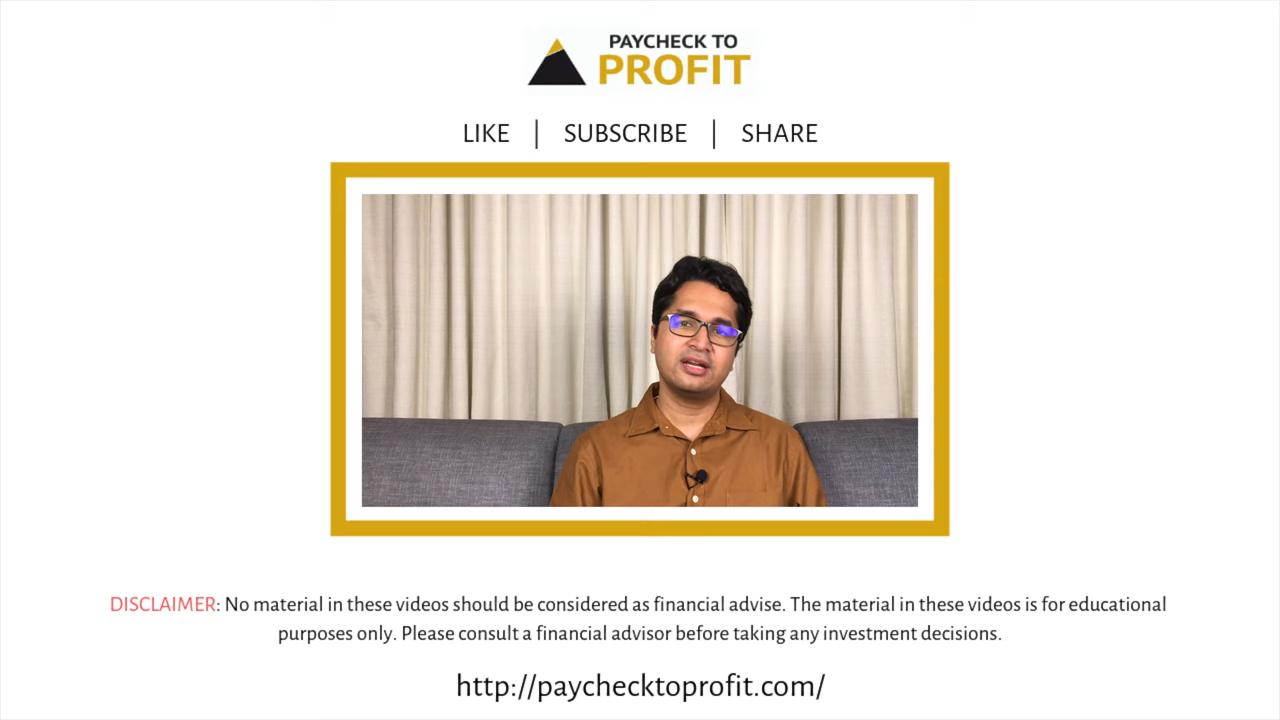 PAYCHECK TO
PROFIT
LIKE | SUBSCRIBE | SHARE
DISCLAIMER: No material in these videos should be considered as financial advise. The material in these videos is for educational
purposes only. Please consult a financial advisor before taking any investment decisions.
http://paychecktoprofit.com/